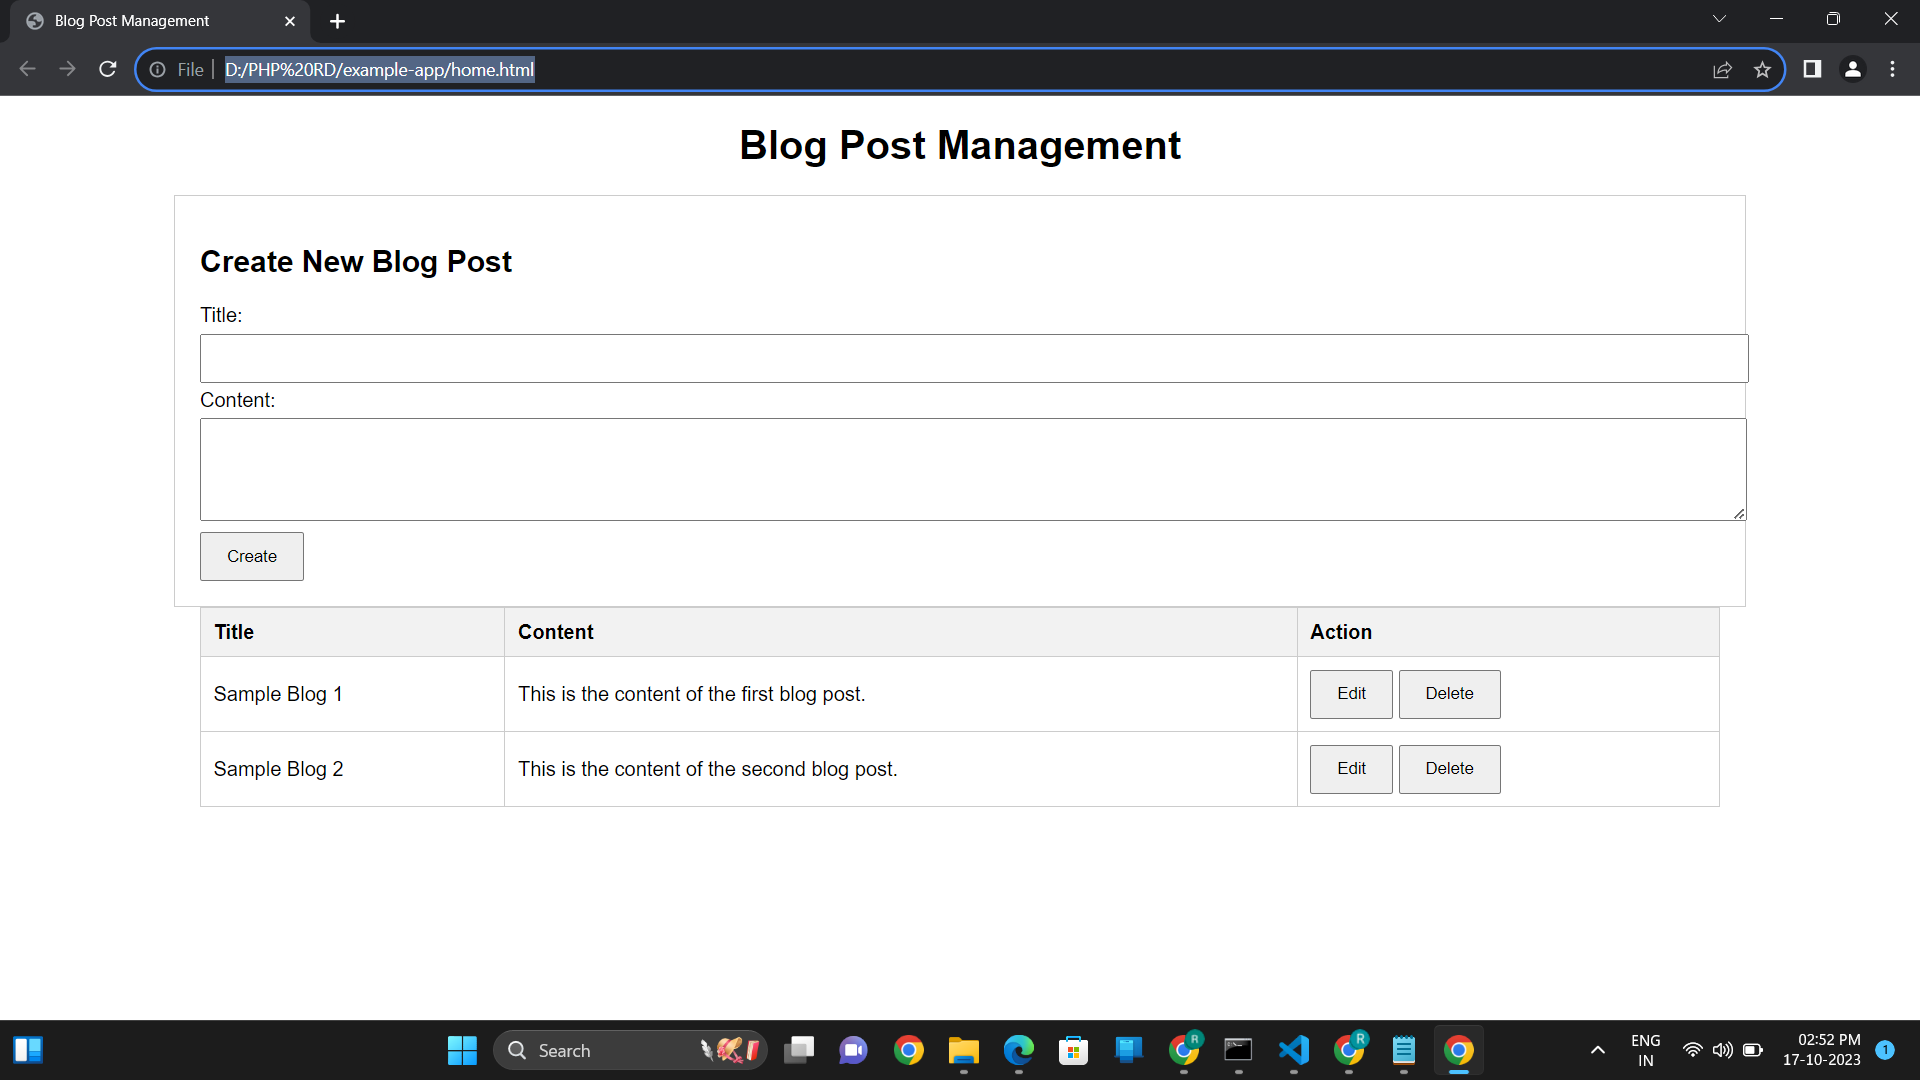 Blog Post Management
File
D:/PHP%20RD/example-app/home.html
Blog Post Management
Create New Blog Post
Title:
Content:
Create
Title Content Action
Sample Blog 1 This is the content of the first blog post. Edit Delete
Sample Blog 2 This is the content of the second blog post. Edit Delete
Search
R
R
ENG
IN
02:52 PM
17-10-2023
1